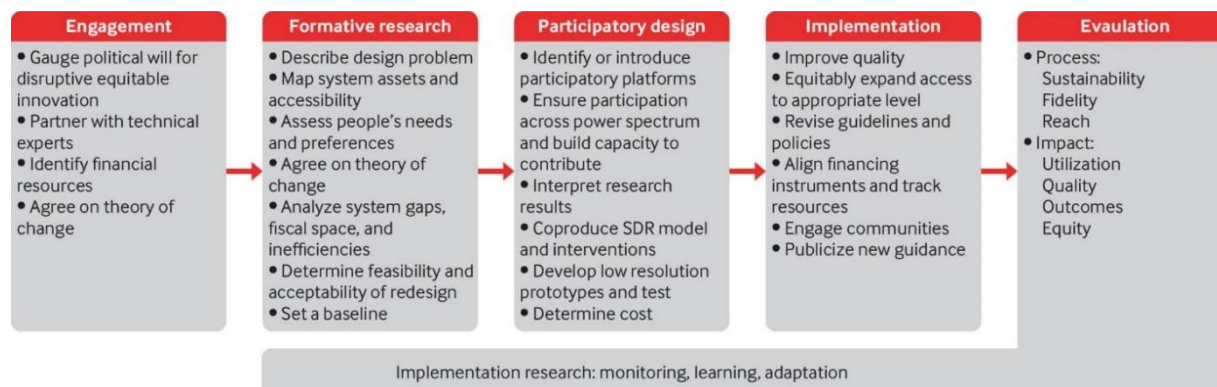 Engagement
• Gauge political will for
disruptive equitable
innovation
• Partner with technical
experts
• Identify financial
resources
• Agree on theory of
change
Formative research
• Describe design problem
• Map system assets and
accessibility
• Assess people's needs
and preferences
• Agree on theory of
change
• Analyze system gaps,
fiscal space, and
inefficiencies
• Determine feasibility and
acceptability of redesign
• Set a baseline
Participatory design
• Identify or introduce
participatory platforms
• Ensure participation
across power spectrum
and build capacity to
contribute
• Interpret research
results
• Coproduce SDR model
and interventions
• Develop low resolution
prototypes and test
• Determine cost
Implementation
• Improve quality
• Equitably expand access
to appropriate level
• Revise guidelines and
policies
• Align financing
instruments and track
resources
• Engage communities
• Publicize new guidance
Evaulation
• Process:
Sustainability
Fidelity
Reach
• Impact:
Utilization
Quality
Outcomes
Equity
Implementation research: monitoring, learning, adaptation